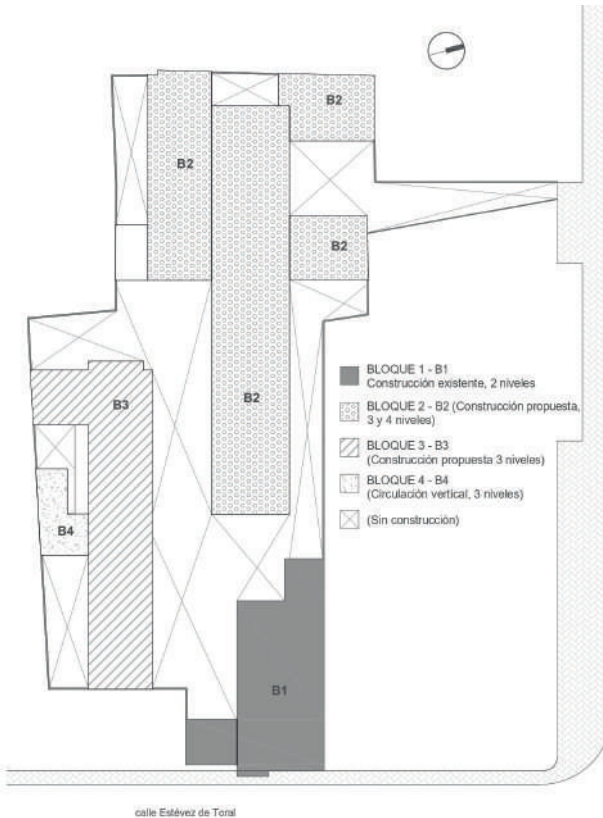 B2
B2
B2
B2
B3
B4
B1
BLOQUE 1 - B1
Construcción existente, 2 niveles
BLOQUE 2 - B2 (Construcción propuesta,
3 y 4 niveles)
BLOQUE 3 - B3
(Construcción propuesta 3 niveles)
BLOQUE 4 - B4
(Circulación vertical, 3 niveles)
(Sin construcción)
calle Estévez de Toral